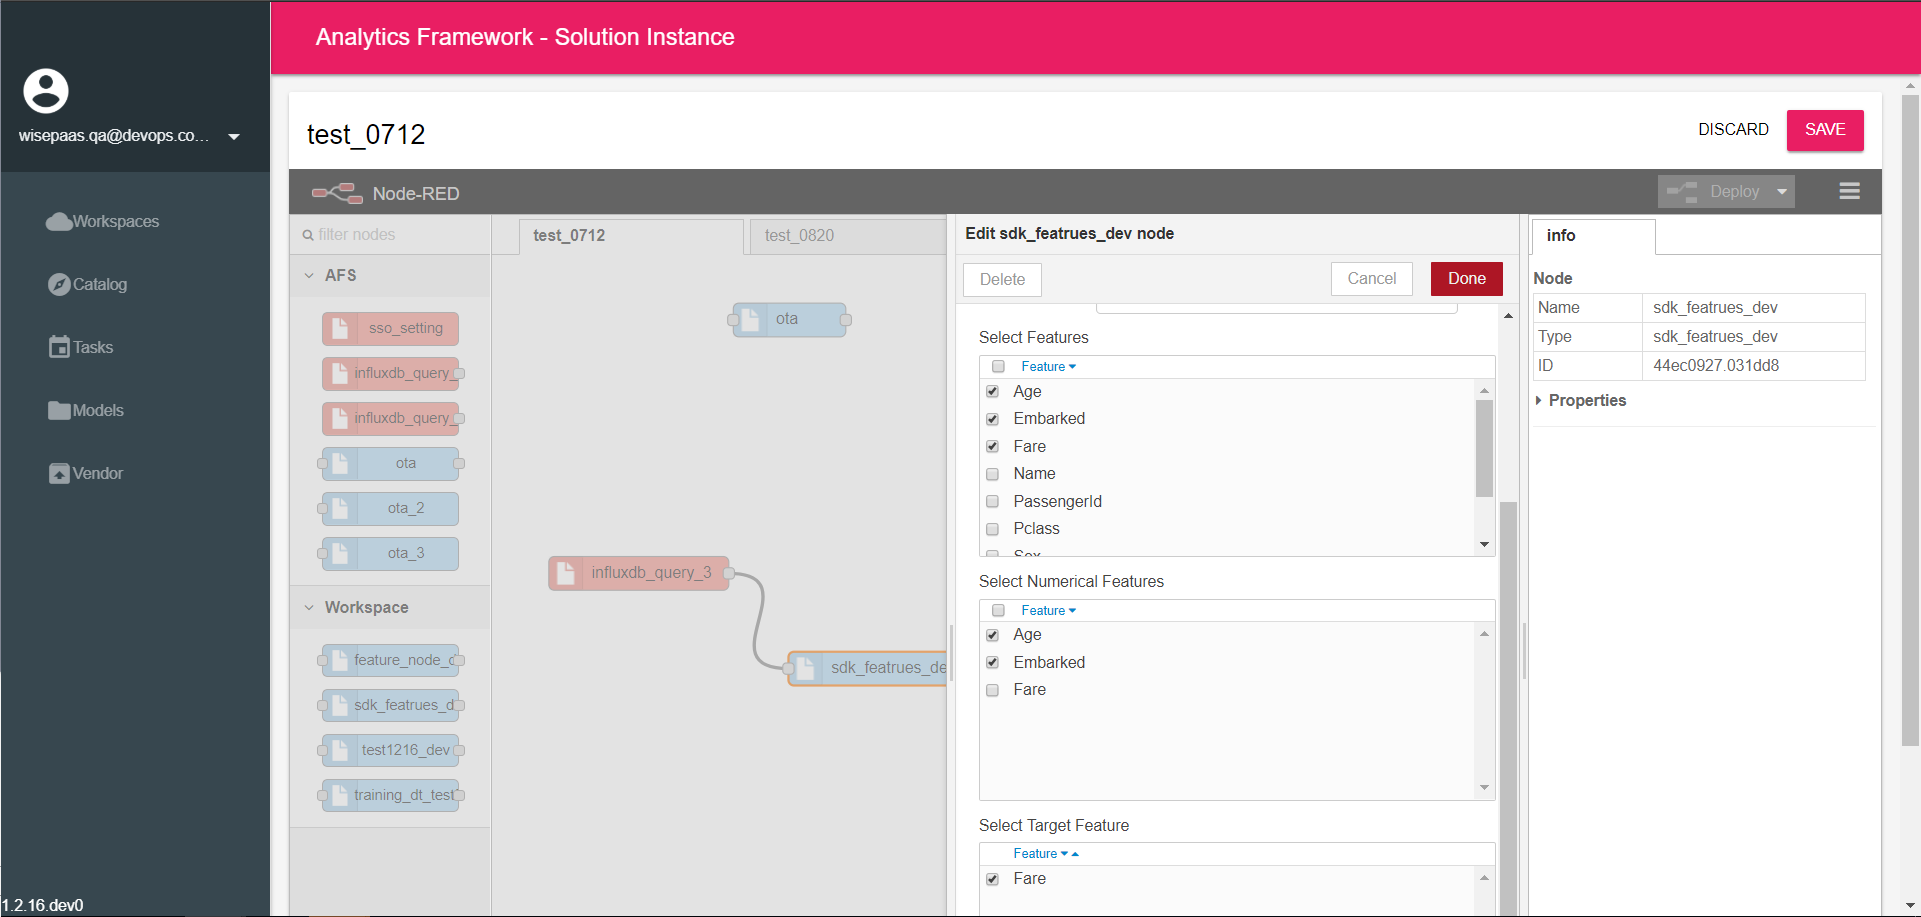 Analytics Framework - Solution Instance
wisepaas.qa@devops.co...
Workspaces
Catalog
Tasks
Models
Vendor
1.2.16.dev0
test_0712
DISCARD
SAVE
Node-RED
Deploy
filter nodes
AFS
sso_setting
influxdb_query_
influxdb_query_
ota
ota_2
ota_3
Workspace
feature_node_d
sdk_featrues_d
test1216_dev
training_dt_test
test_0712
test_0820
ota
influxdb_query_3
sdk_featrues_de
Edit sdk_featrues_dev node
Delete
Cancel
Done
Select Features
Feature
Age
Embarked
Fare
Name
PassengerId
Pclass
Sex
Select Numerical Features
Feature
Age
Embarked
Fare
Select Target Feature
Feature
Fare
info
Node
Name sdk_featrues_dev
Type sdk_featrues_dev
ID 44ec0927.031dd8
Properties